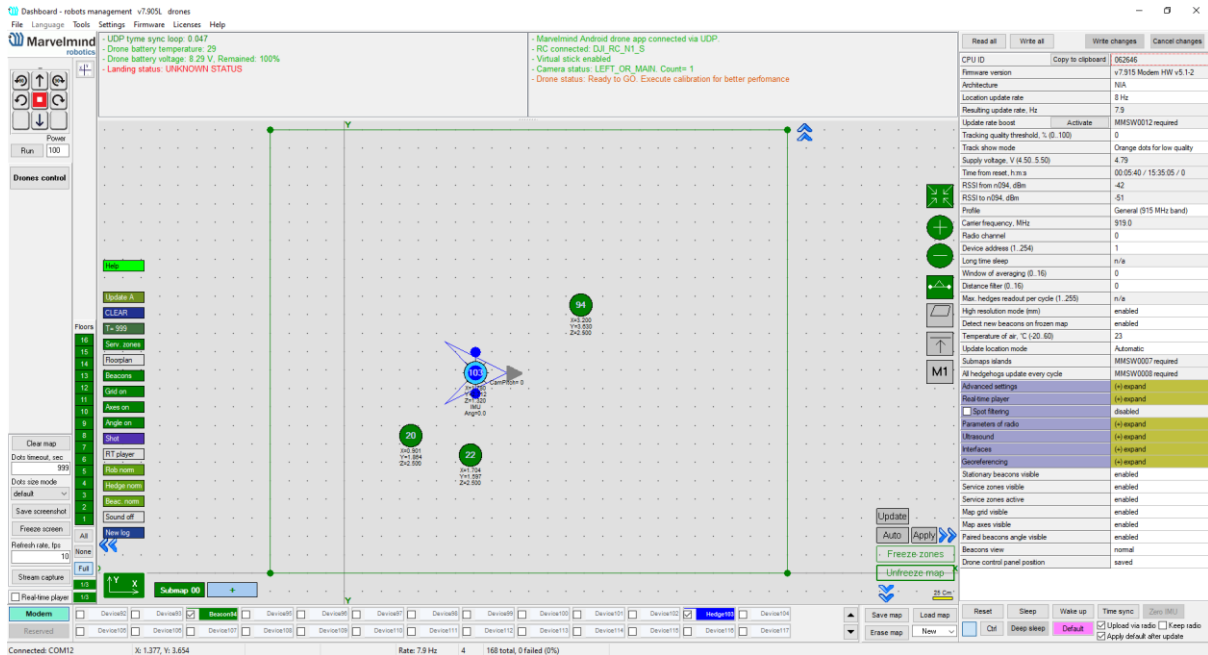 Dashboard - robots management v7.905L drones
File Language Tools Settings Firmware Licenses Help
Marvelmind
robotics
- UDP tyme sync loop: 0.047
- Drone battery temperature: 29
- Drone battery voltage: 8.29 V, Remained: 100%
- Landing status: UNKNOWN STATUS
- Marvelmind Android drone app connected via UDP.
- RC connected: DJI_RC_N1_S
- Virtual stick enabled
- Camera status: LEFT_OR_MAIN. Count= 1
- Drone status: Ready to GO. Execute calibration for better perfomance
Power
Run 100
Drones control
Clear map
Dots timeout, sec
999
Dots size mode
default
Save screenshot
Freeze screen
Refresh rate, fps
10
Stream capture
Real-time player
Floors
16
15
14
13
12
11
10
9
8
7
6
5
4
3
2
1
All
None
Full
1/3
1/3
Help
Update A
CLEAR
T= 999
Serv. zones
Floorplan
Beacons
Grid on
Axes on
Angle on
Shot
RT player
Rob norm
Hedge norm
Beac. norm
Sound off
New log
Y
94
X=3.200
Y=3.630
Z=2.500
103
CamPitch= 0
Z=1.320
IMU
Ang=0.0
20
X=0.901
Y=1.894
Z=2.500
22
X=1.704
Y=1.597
Z=2.500
M1
Update
Auto Apply
Freeze zones
Unfreeze map
25 Cm
Y X
Submap 00 +
Y
X
Read all Write all Write changes Cancel changes
CPU ID Copy to clipboard 062646
Firmware version v7.915 Modem HW v5.1-2
Architecture NIA
Location update rate 8 Hz
Resulting update rate, Hz 7.9
Update rate boost Activate MMSW0012 required
Tracking quality threshold, % (0..100) 0
Track show mode Orange dots for low quality
Supply voltage, V (4.50..5.50) 4.79
Time from reset, h:m:s 00:05:40 / 15:35:05 / 0
RSSI from n094, dBm -42
RSSI to n094, dBm -51
Profile General (915 MHz band)
Carrier frequency, MHz 919.0
Radio channel 0
Device address (1..254) 1
Long time sleep n/a
Window of averaging (0..16) 0
Distance filter (0..16) 0
Max. hedges readout per cycle (1..255) n/a
High resolution mode (mm) enabled
Detect new beacons on frozen map enabled
Temperature of air, °C (-20..60) 23
Update location mode Automatic
Submaps islands MMSW0007 required
All hedgehogs update every cycle MMSW0008 required
Advanced settings (+) expand
Real-time player (+) expand
Spot filtering disabled
Parameters of radio (+) expand
Ultrasound (+) expand
Interfaces (+) expand
Georeferencing (+) expand
Stationary beacons visible enabled
Service zones visible enabled
Service zones active enabled
Map grid visible enabled
Map axes visible enabled
Paired beacons angle visible enabled
Beacons view normal
Drone control panel position saved
Modem Device92 Device93 Beacon94 Device95 Device96 Device97 Device98 Device99 Device100 Device101 Device102 Hedge103 Device104
Reserved Device105 Device106 Device107 Device108 Device109 Device110 Device111 Device112 Device113 Device114 Device115 Device116 Device117
Save map Load map
Erase map New
Reset Sleep Wake up Time sync Zero IMU
Ctrl Deep sleep Default Upload via radio Keep radio
Apply default after update
Connected: COM12 X: 1.377, Y: 3.654 Rate: 7.9 Hz 4 168 total, 0 failed (0%)